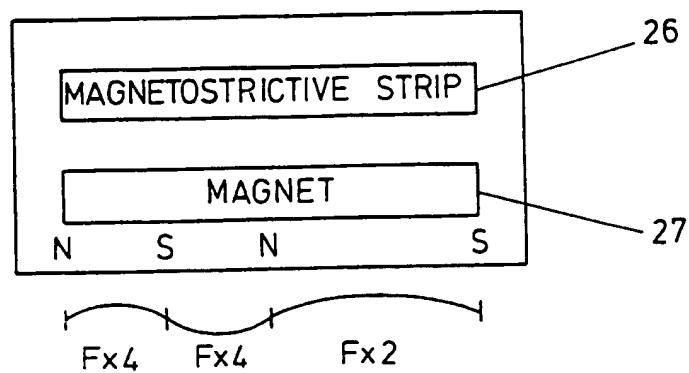 26
MAGNETOSTRICTIVE STRIP
MAGNET
27
N S N S
Fx4 Fx4 Fx2